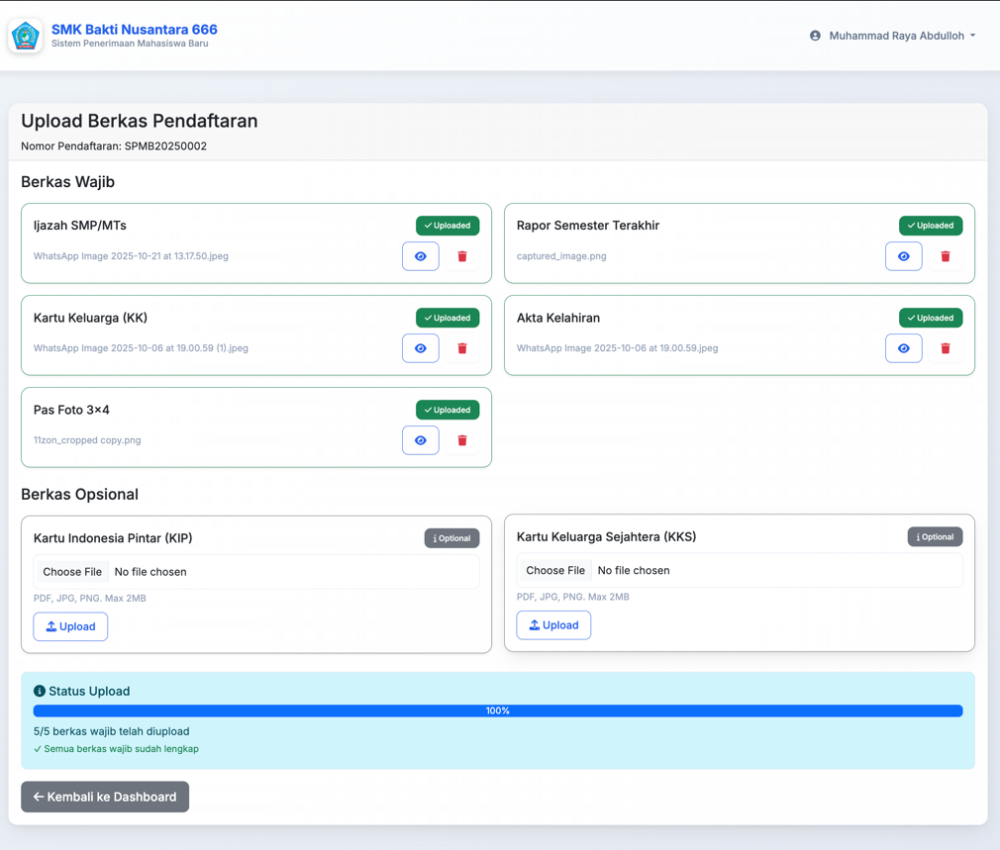 SMK Bakti Nusantara 666
Sistem Penerimaan Mahasiswa Baru
Muhammad Raya Abdulloh
Upload Berkas Pendaftaran
Nomor Pendaftaran: SPMB20250002
Berkas Wajib
Ijazah SMP/MTs
Uploaded
WhatsApp Image 2025-10-21 at 13.17.50.jpeg
Rapor Semester Terakhir
Uploaded
captured_image.png
Kartu Keluarga (KK)
Uploaded
WhatsApp Image 2025-10-06 at 19.00.59 (1).jpeg
Akta Kelahiran
Uploaded
WhatsApp Image 2025-10-06 at 19.00.59.jpeg
Pas Foto 3×4
Uploaded
11zon_cropped copy.png
Berkas Opsional
Kartu Indonesia Pintar (KIP)
Optional
Choose File No file chosen
PDF, JPG, PNG. Max 2MB
Upload
Kartu Keluarga Sejahtera (KKS)
Optional
Choose File No file chosen
PDF, JPG, PNG. Max 2MB
Upload
Status Upload
100%
5/5 berkas wajib telah diupload
✓ Semua berkas wajib sudah lengkap
← Kembali ke Dashboard